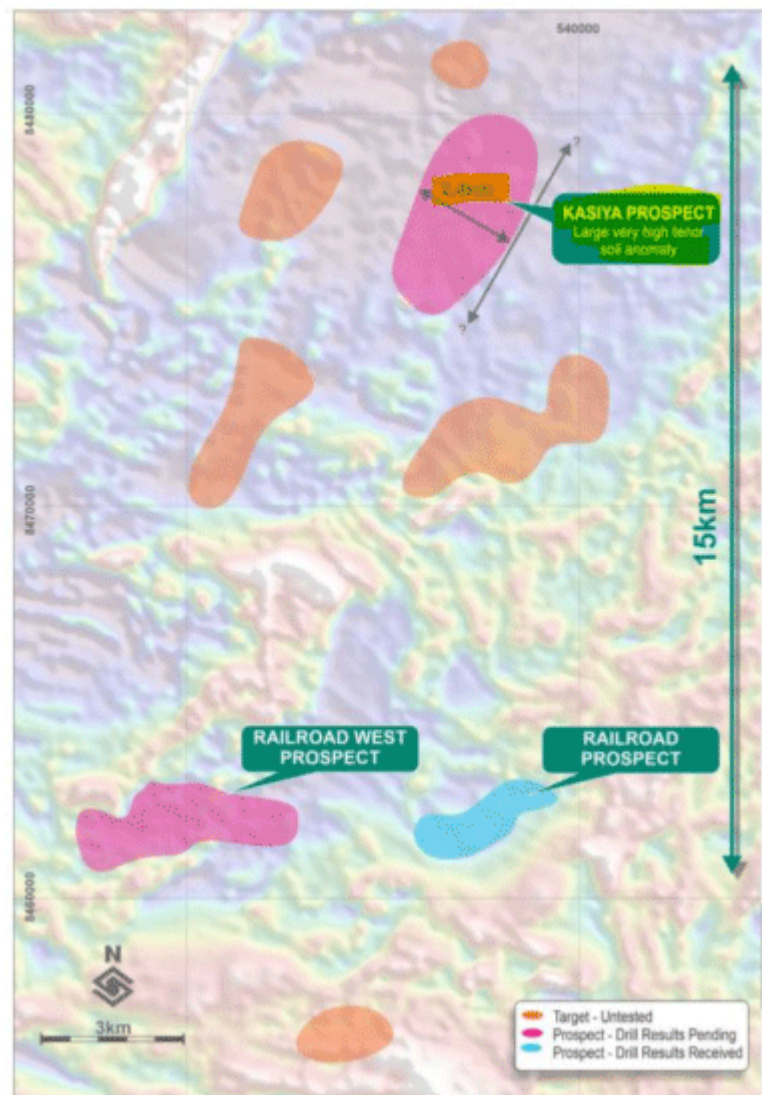 540000
8480000
?
KASIYA PROSPECT
Large very high tenor
soil anomaly
?
8470000
15km
RAILROAD WEST
PROSPECT
RAILROAD
PROSPECT
8460000
N
3km
Target - Untested
Prospect - Drill Results Pending
Prospect - Drill Results Received